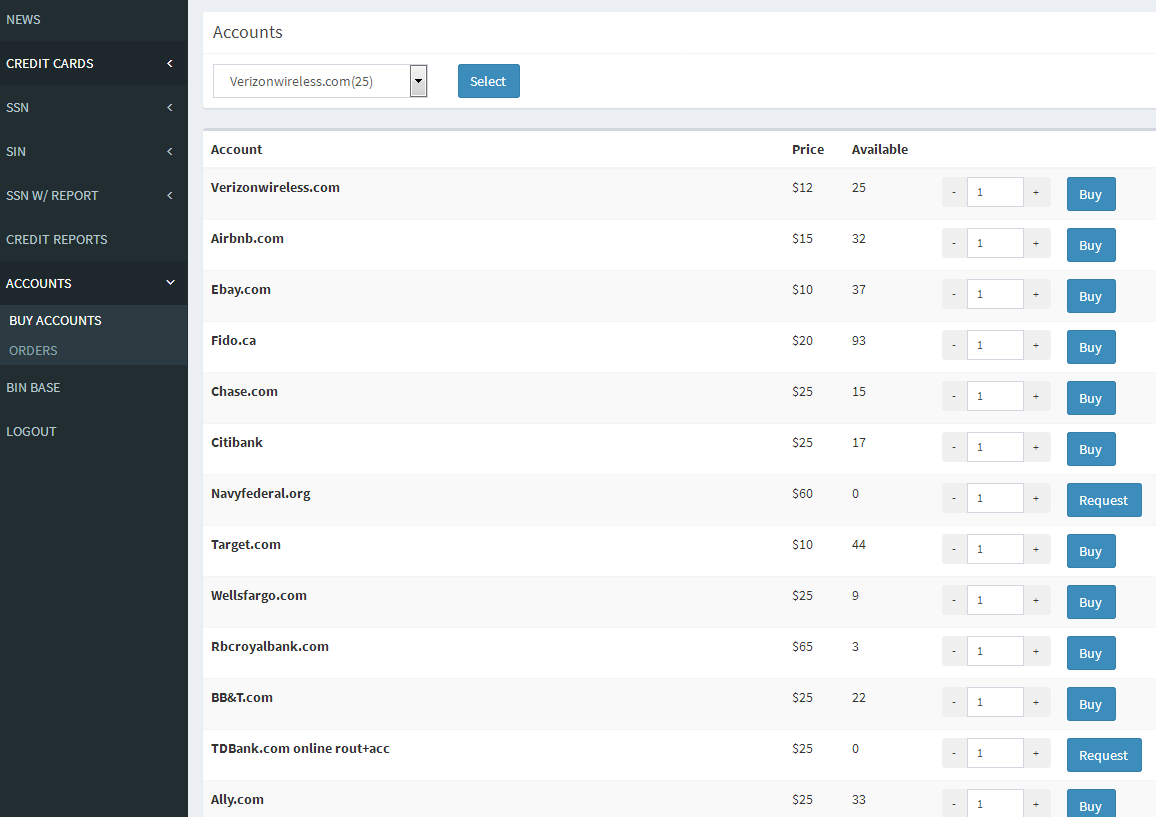 NEWS
CREDIT CARDS
SSN
SIN
SSN W/ REPORT
CREDIT REPORTS
ACCOUNTS
BUY ACCOUNTS
ORDERS
BIN BASE
LOGOUT
Accounts
Verizonwireless.com(25) Select
Account Price Available
Verizonwireless.com $12 25 - 1 + Buy
Airbnb.com $15 32 - 1 + Buy
Ebay.com $10 37 - 1 + Buy
Fido.ca $20 93 - 1 + Buy
Chase.com $25 15 - 1 + Buy
Citibank $25 17 - 1 + Buy
Navyfederal.org $60 0 - 1 + Request
Target.com $10 44 - 1 + Buy
Wellsfargo.com $25 9 - 1 + Buy
Rbcroyalbank.com $65 3 - 1 + Buy
BB&T.com $25 22 - 1 + Buy
TDBank.com online rout+acc $25 0 - 1 + Request
Ally.com $25 33 - 1 + Buy